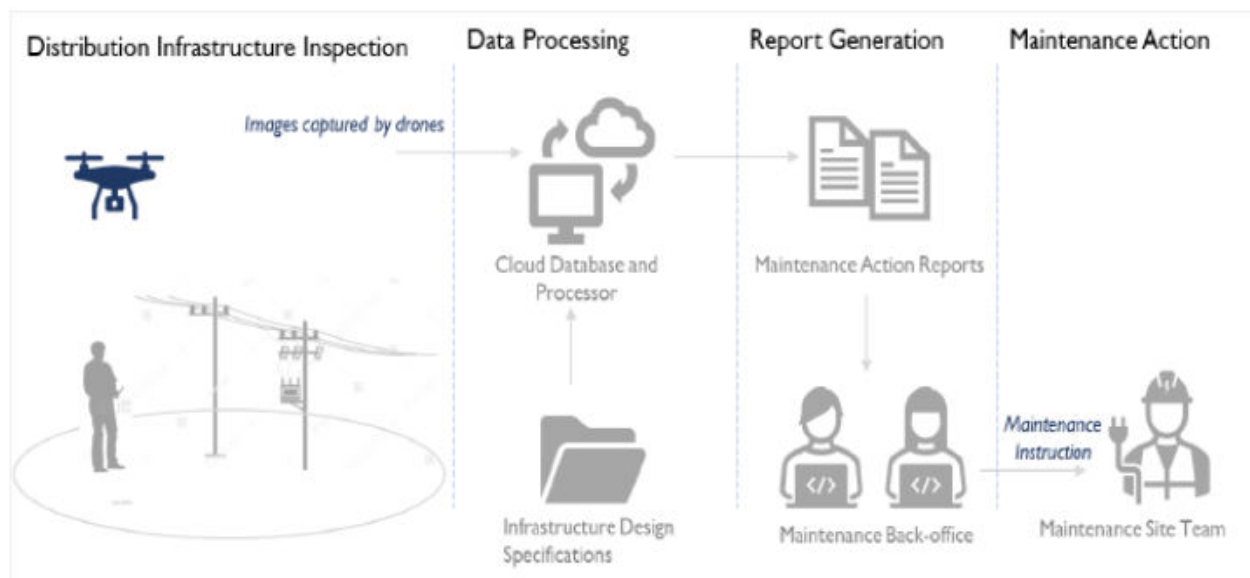 Distribution Infrastructure Inspection
Data Processing
Report Generation
Maintenance Action
Images captured by drones
Cloud Database and
Processor
Maintenance Action Reports
Infrastructure Design
Specifications
</>
</>
Maintenance Back-office
Maintenance
Instruction
Maintenance Site Team